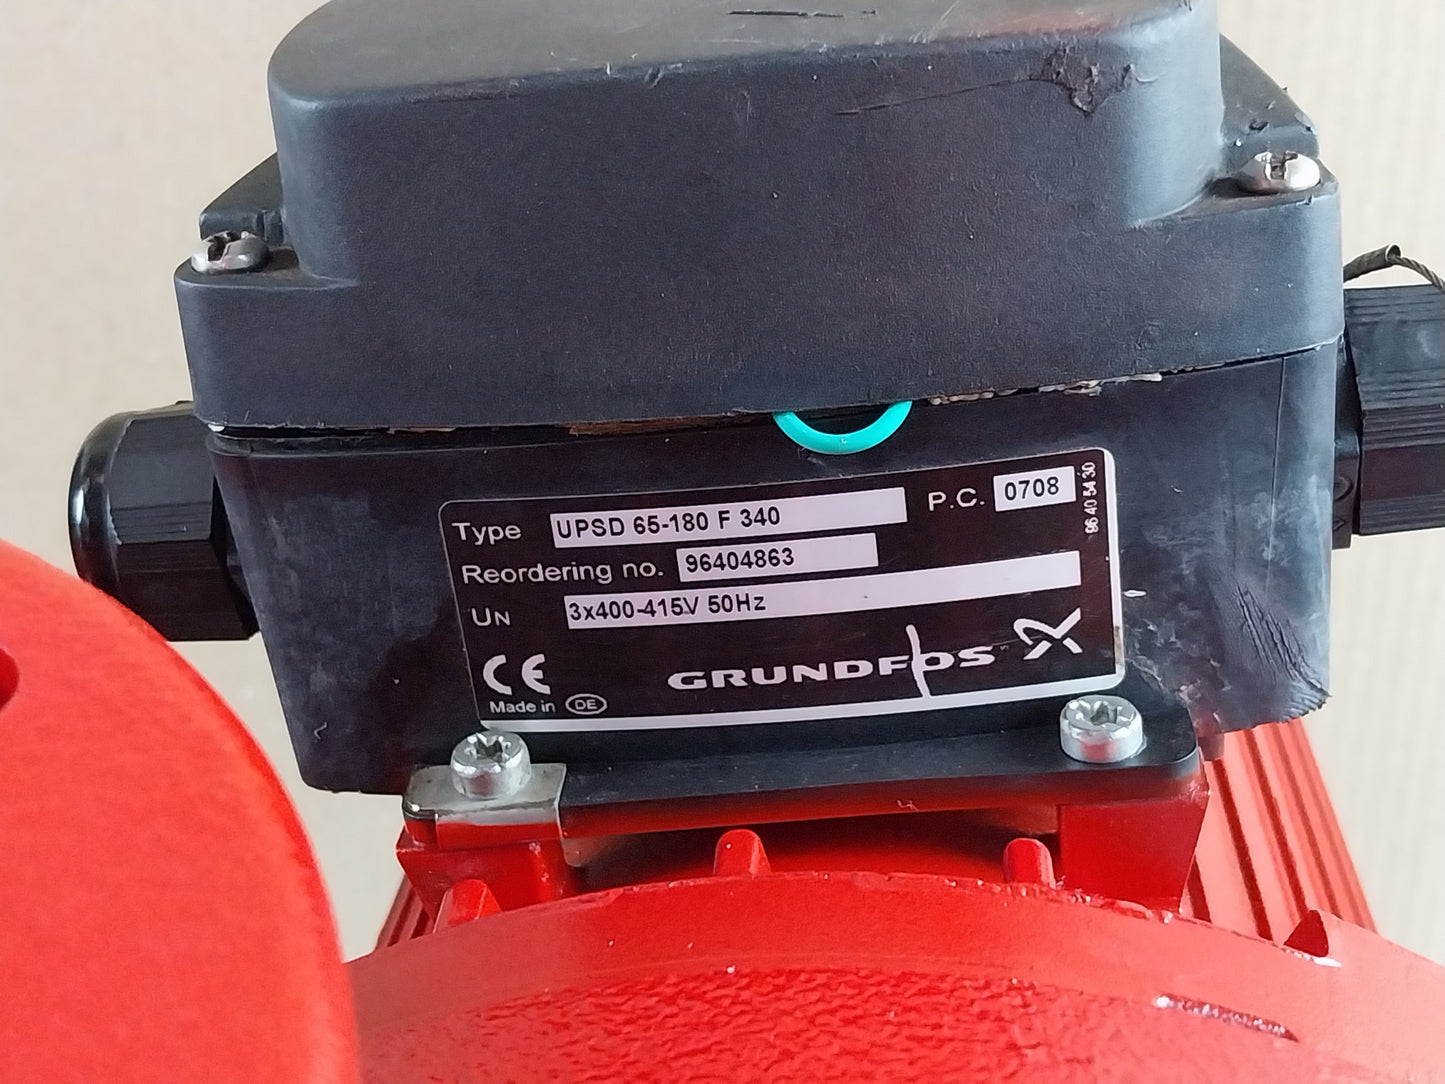 Type UPSD 65-180 F 340 P.C. 0708
96 40 54 30
Reordering no. 96404863
UN 3x400-415V 50Hz
CE
GRUNDFOS
Made in DE